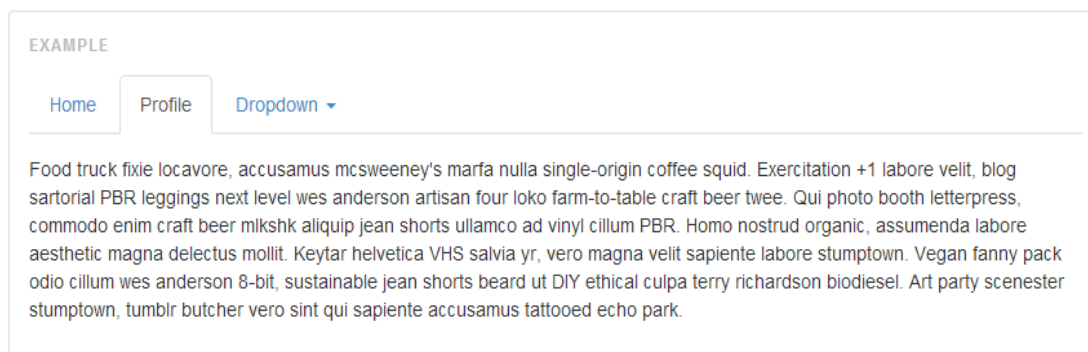 EXAMPLE
Home Profile Dropdown
Food truck fixie locavore, accusamus mcsweeney's marfa nulla single-origin coffee squid. Exercitation +1 labore velit, blog
sartorial PBR leggings next level wes anderson artisan four loko farm-to-table craft beer twee. Qui photo booth letterpress,
commodo enim craft beer mlkshk aliquip jean shorts ullamco ad vinyl cillum PBR. Homo nostrud organic, assumenda labore
aesthetic magna delectus mollit. Keytar helvetica VHS salvia yr, vero magna velit sapiente labore stumptown. Vegan fanny pack
odio cillum wes anderson 8-bit, sustainable jean shorts beard ut DIY ethical culpa terry richardson biodiesel. Art party scenester
stumptown, tumblr butcher vero sint qui sapiente accusamus tattooed echo park.